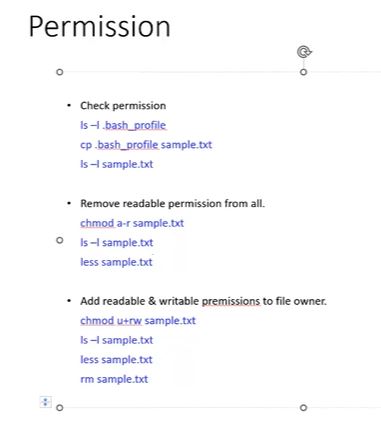 Permission
• Check permission
ls –l .bash_profile
cp .bash_profile sample.txt
ls –l sample.txt
• Remove readable permission from all.
chmod a-r sample.txt
ls –l sample.txt
less sample.txt
• Add readable & writable premissions to file owner.
chmod u+rw sample.txt
ls –l sample.txt
less sample.txt
rm sample.txt